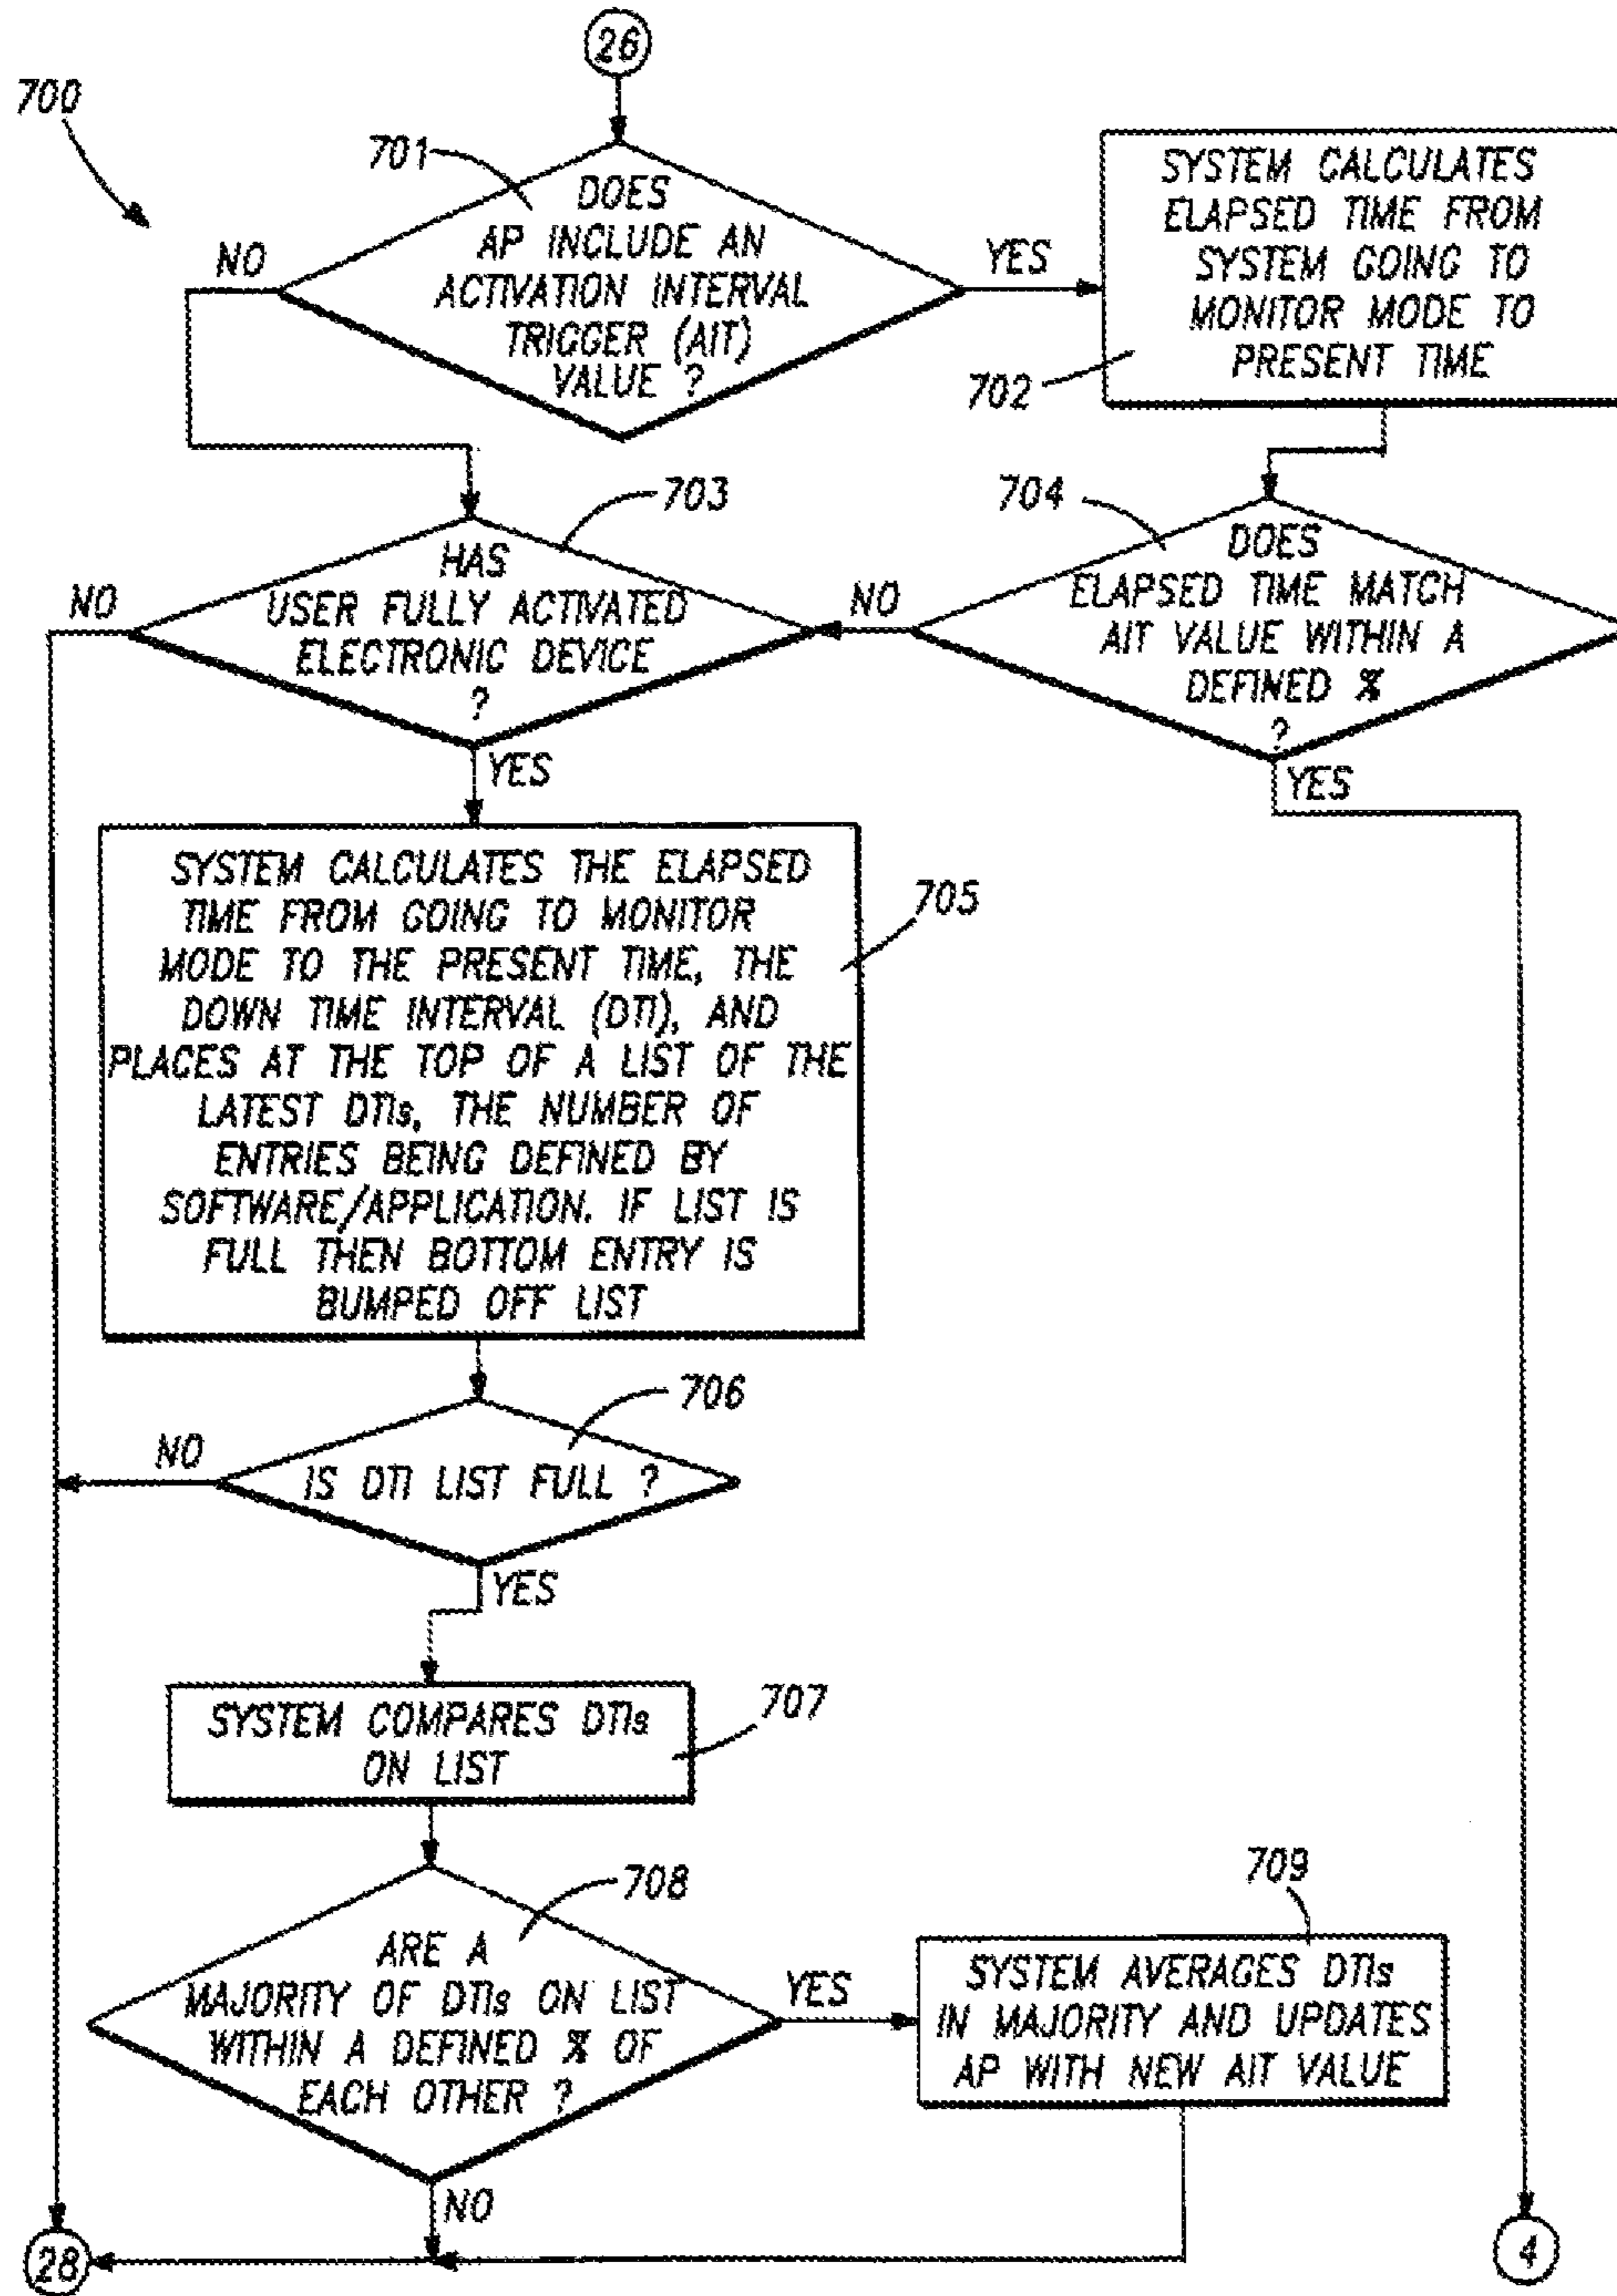 26
700
701
DOES
AP INCLUDE AN
ACTIVATION INTERVAL
TRIGGER (AIT)
VALUE ?
NO
YES
SYSTEM CALCULATES
ELAPSED TIME FROM
SYSTEM GOING TO
MONITOR MODE TO
PRESENT TIME
702
703
HAS
USER FULLY ACTIVATED
ELECTRONIC DEVICE
?
NO
YES
704
DOES
ELAPSED TIME MATCH
AIT VALUE WITHIN A
DEFINED %
?
NO
YES
SYSTEM CALCULATES THE ELAPSED
TIME FROM GOING TO MONITOR
MODE TO THE PRESENT TIME, THE
DOWN TIME INTERVAL (DTI), AND
PLACES AT THE TOP OF A LIST OF THE
LATEST DTIs, THE NUMBER OF
ENTRIES BEING DEFINED BY
SOFTWARE/APPLICATION. IF LIST IS
FULL THEN BOTTOM ENTRY IS
BUMPED OFF LIST
705
706
NO
IS DTI LIST FULL ?
YES
SYSTEM COMPARES DTIs
ON LIST
707
708
ARE A
MAJORITY OF DTIs ON LIST
WITHIN A DEFINED % OF
EACH OTHER ?
YES
NO
709
SYSTEM AVERAGES DTIs
IN MAJORITY AND UPDATES
AP WITH NEW AIT VALUE
28
4